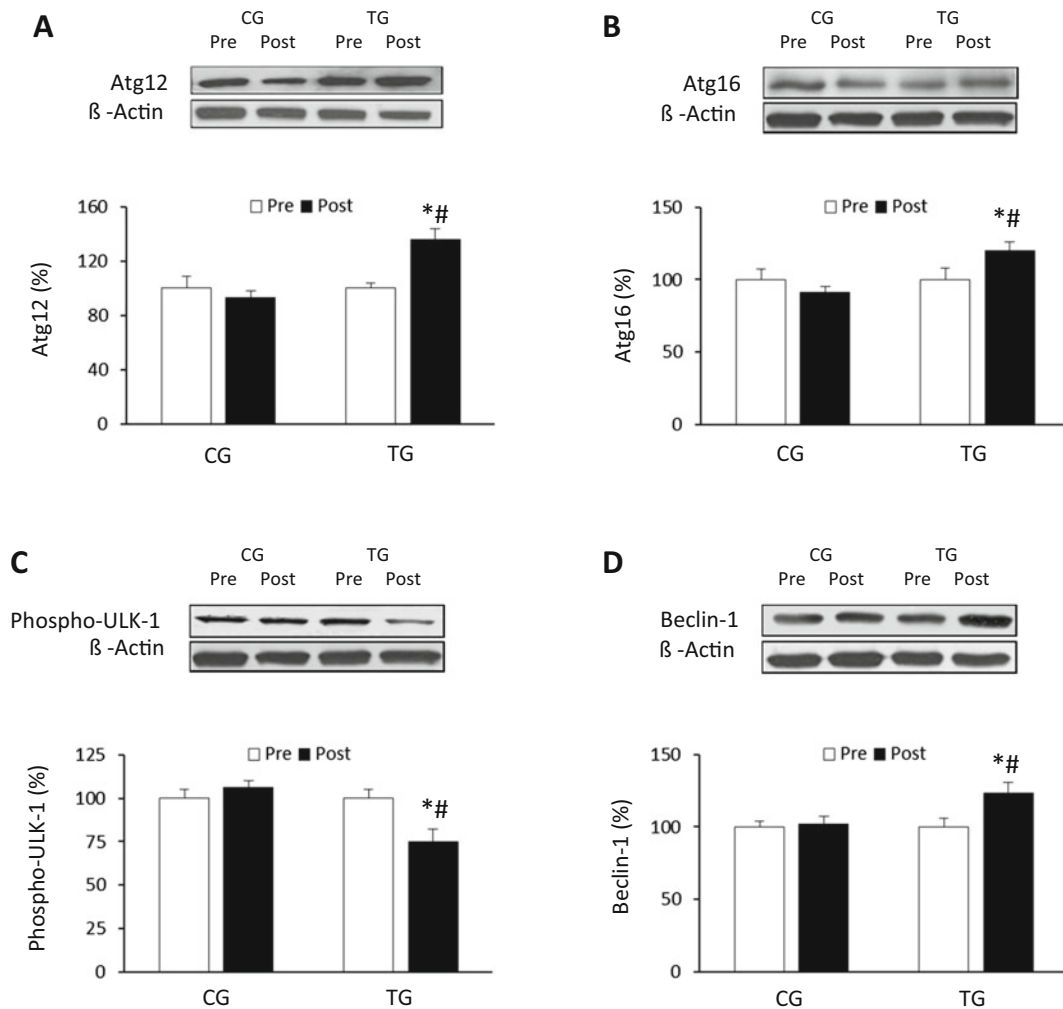 A
CG TG
Pre Post Pre Post
Atg12
ß -Actin
Pre Post
160
120
80
40
0
Atg12 (%)
*#
CG TG
B
CG TG
Pre Post Pre Post
Atg16
ß -Actin
Pre Post
150
100
50
0
Atg16 (%)
*#
CG TG
C
CG TG
Pre Post Pre Post
Phospho-ULK-1
ß -Actin
Pre Post
125
100
75
50
25
0
Phospho-ULK-1 (%)
*#
CG TG
D
CG TG
Pre Post Pre Post
Beclin-1
ß -Actin
Pre Post
150
100
50
0
Beclin-1 (%)
*#
CG TG